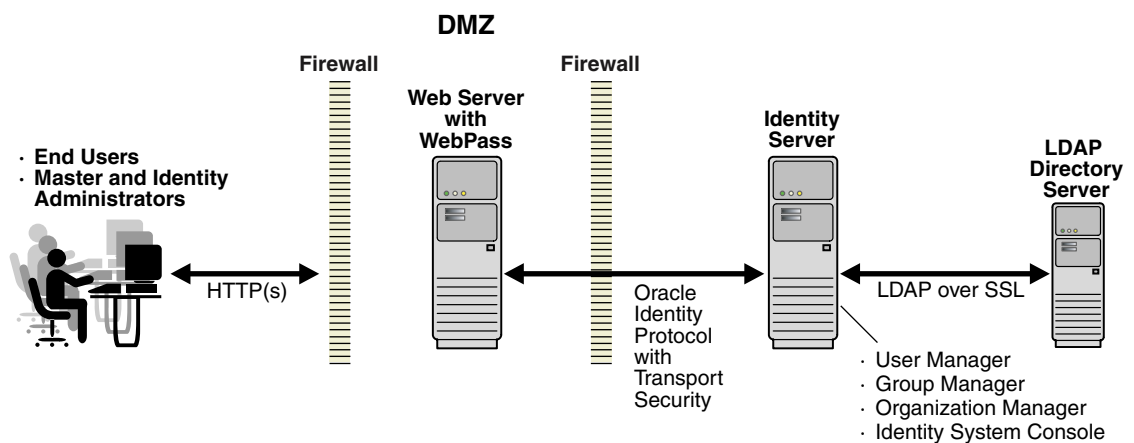 DMZ
Firewall
Firewall
Web Server
with
WebPass
Identity
Server
LDAP
Directory
Server
· End Users
· Master and Identity
Administrators
HTTP(s)
Oracle
Identity
Protocol
with
Transport
Security
LDAP over SSL
· User Manager
· Group Manager
· Organization Manager
· Identity System Console